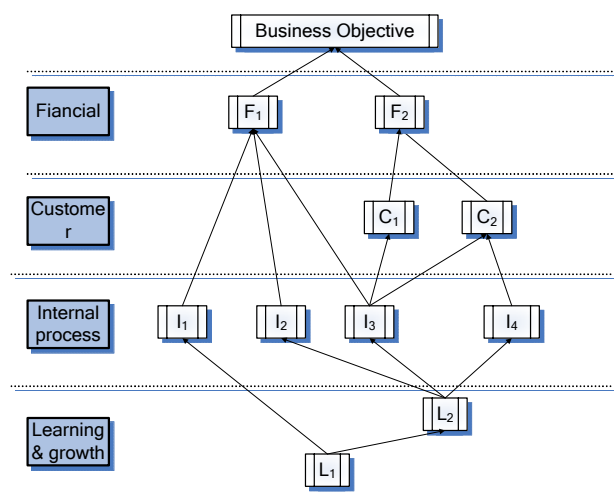 Business Objective
Fiancial
F1
F2
Custome
r
C1
C2
Internal
process
I1
I2
I3
I4
Learning
& growth
L2
L1